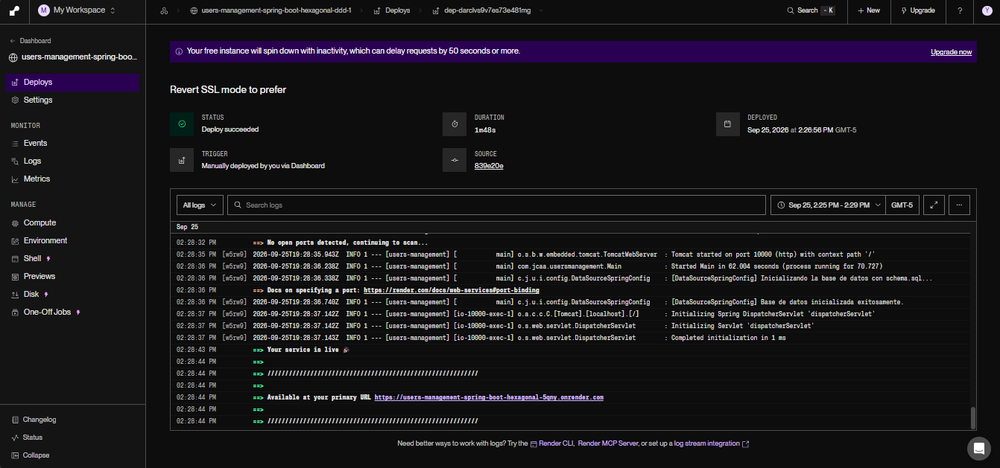 M My Workspace
users-management-spring-boot-hexagonal-ddd-1 Deploys dep-darclvs9v7es73e481mg
Search ^ K
+ New
Upgrade
?
Y
← Dashboard
users-management-spring-boo...
Deploys
Settings
MONITOR
Events
Logs
Metrics
MANAGE
Compute
Environment
Shell
Previews
Disk
One-Off Jobs
Changelog
Status
Collapse
Your free instance will spin down with inactivity, which can delay requests by 50 seconds or more.
Upgrade now
Revert SSL mode to prefer
STATUS
Deploy succeeded
DURATION
1m48s
DEPLOYED
Sep 25, 2026 at 2:26:56 PM GMT-5
TRIGGER
Manually deployed by you via Dashboard
SOURCE
839e20e
All logs
Search logs
Sep 25, 2:25 PM - 2:29 PM
GMT-5
...
Sep 25
02:28:32 PM ==> No open ports detected, continuing to scan...
02:28:35 PM [w5rw9] 2026-09-25T19:28:35.943Z INFO 1 --- [users-management] [ main] o.s.b.w.embedded.tomcat.TomcatWebServer : Tomcat started on port 10000 (http) with context path '/'
02:28:36 PM [w5rw9] 2026-09-25T19:28:36.238Z INFO 1 --- [users-management] [ main] com.jcaa.usersmanagement.Main : Started Main in 62.004 seconds (process running for 70.727)
02:28:36 PM [w5rw9] 2026-09-25T19:28:36.338Z INFO 1 --- [users-management] [ main] c.j.u.i.config.DataSourceSpringConfig : [DataSourceSpringConfig] Inicializando la base de datos con schema.sql...
02:28:36 PM ==> Docs on specifying a port: https://render.com/docs/web-services#port-binding
02:28:36 PM [w5rw9] 2026-09-25T19:28:36.740Z INFO 1 --- [users-management] [ main] c.j.u.i.config.DataSourceSpringConfig : [DataSourceSpringConfig] Base de datos inicializada exitosamente.
02:28:37 PM [w5rw9] 2026-09-25T19:28:37.142Z INFO 1 --- [users-management] [io-10000-exec-1] o.a.c.c.C.[Tomcat].[localhost].[/] : Initializing Spring DispatcherServlet 'dispatcherServlet'
02:28:37 PM [w5rw9] 2026-09-25T19:28:37.142Z INFO 1 --- [users-management] [io-10000-exec-1] o.s.web.servlet.DispatcherServlet : Initializing Servlet 'dispatcherServlet'
02:28:37 PM [w5rw9] 2026-09-25T19:28:37.143Z INFO 1 --- [users-management] [io-10000-exec-1] o.s.web.servlet.DispatcherServlet : Completed initialization in 1 ms
02:28:43 PM ==> Your service is live 🎉
02:28:44 PM ==>
02:28:44 PM ==> ///////////////////////////////////////////////////////////
02:28:44 PM ==>
02:28:44 PM ==> Available at your primary URL https://users-management-spring-boot-hexagonal-5qny.onrender.com
02:28:44 PM ==>
02:28:44 PM ==> ///////////////////////////////////////////////////////////
Need better ways to work with logs? Try the Render CLI, Render MCP Server, or set up a log stream integration